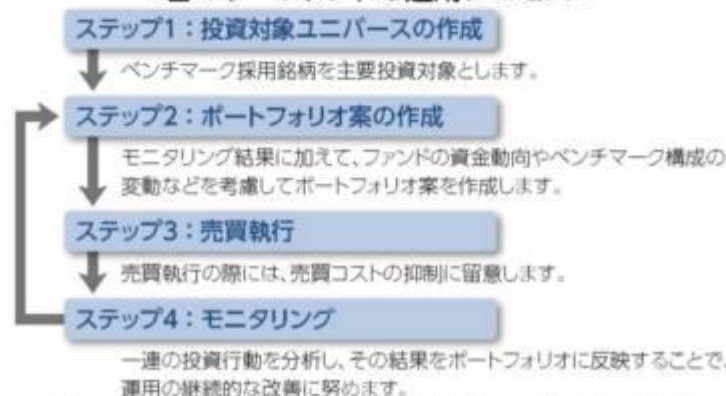 ステップ1：投資対象ユニバースの作成
ベンチマーク採用銘柄を主要投資対象とします。
ステップ2：ポートフォリオ案の作成
モニタリング結果に加えて、ファンドの資金動向やベンチマーク構成の
変動などを考慮してポートフォリオ案を作成します。
ステップ3：売買執行
売買執行の際には、売買コストの抑制に留意します。
ステップ4：モニタリング
一連の投資行動を分析し、その結果をポートフォリオに反映することで、
運用の継続的な改善に努めます。